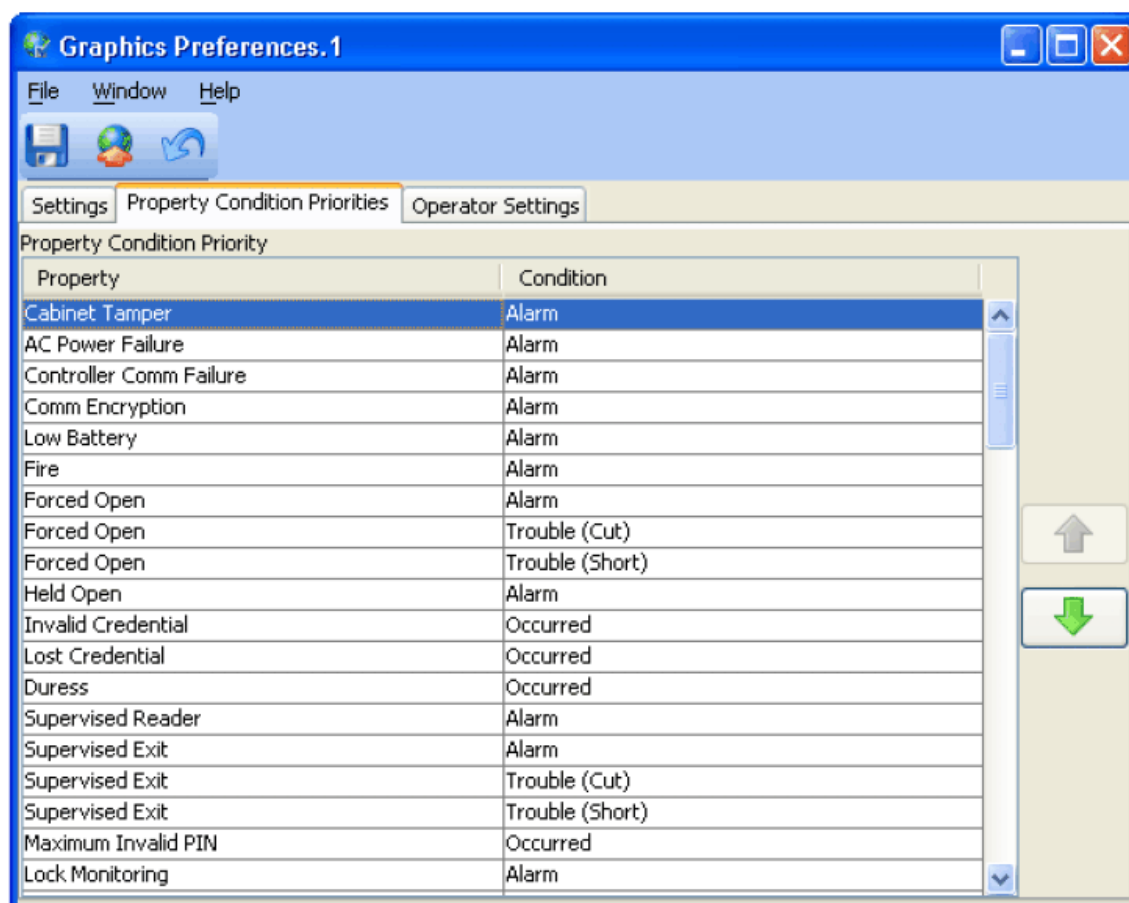 Graphics Preferences.1
File Window Help
Settings Property Condition Priorities Operator Settings
Property Condition Priority
Property Condition
Cabinet Tamper Alarm
AC Power Failure Alarm
Controller Comm Failure Alarm
Comm Encryption Alarm
Low Battery Alarm
Fire Alarm
Forced Open Alarm
Forced Open Trouble (Cut)
Forced Open Trouble (Short)
Held Open Alarm
Invalid Credential Occurred
Lost Credential Occurred
Duress Occurred
Supervised Reader Alarm
Supervised Exit Alarm
Supervised Exit Trouble (Cut)
Supervised Exit Trouble (Short)
Maximum Invalid PIN Occurred
Lock Monitoring Alarm